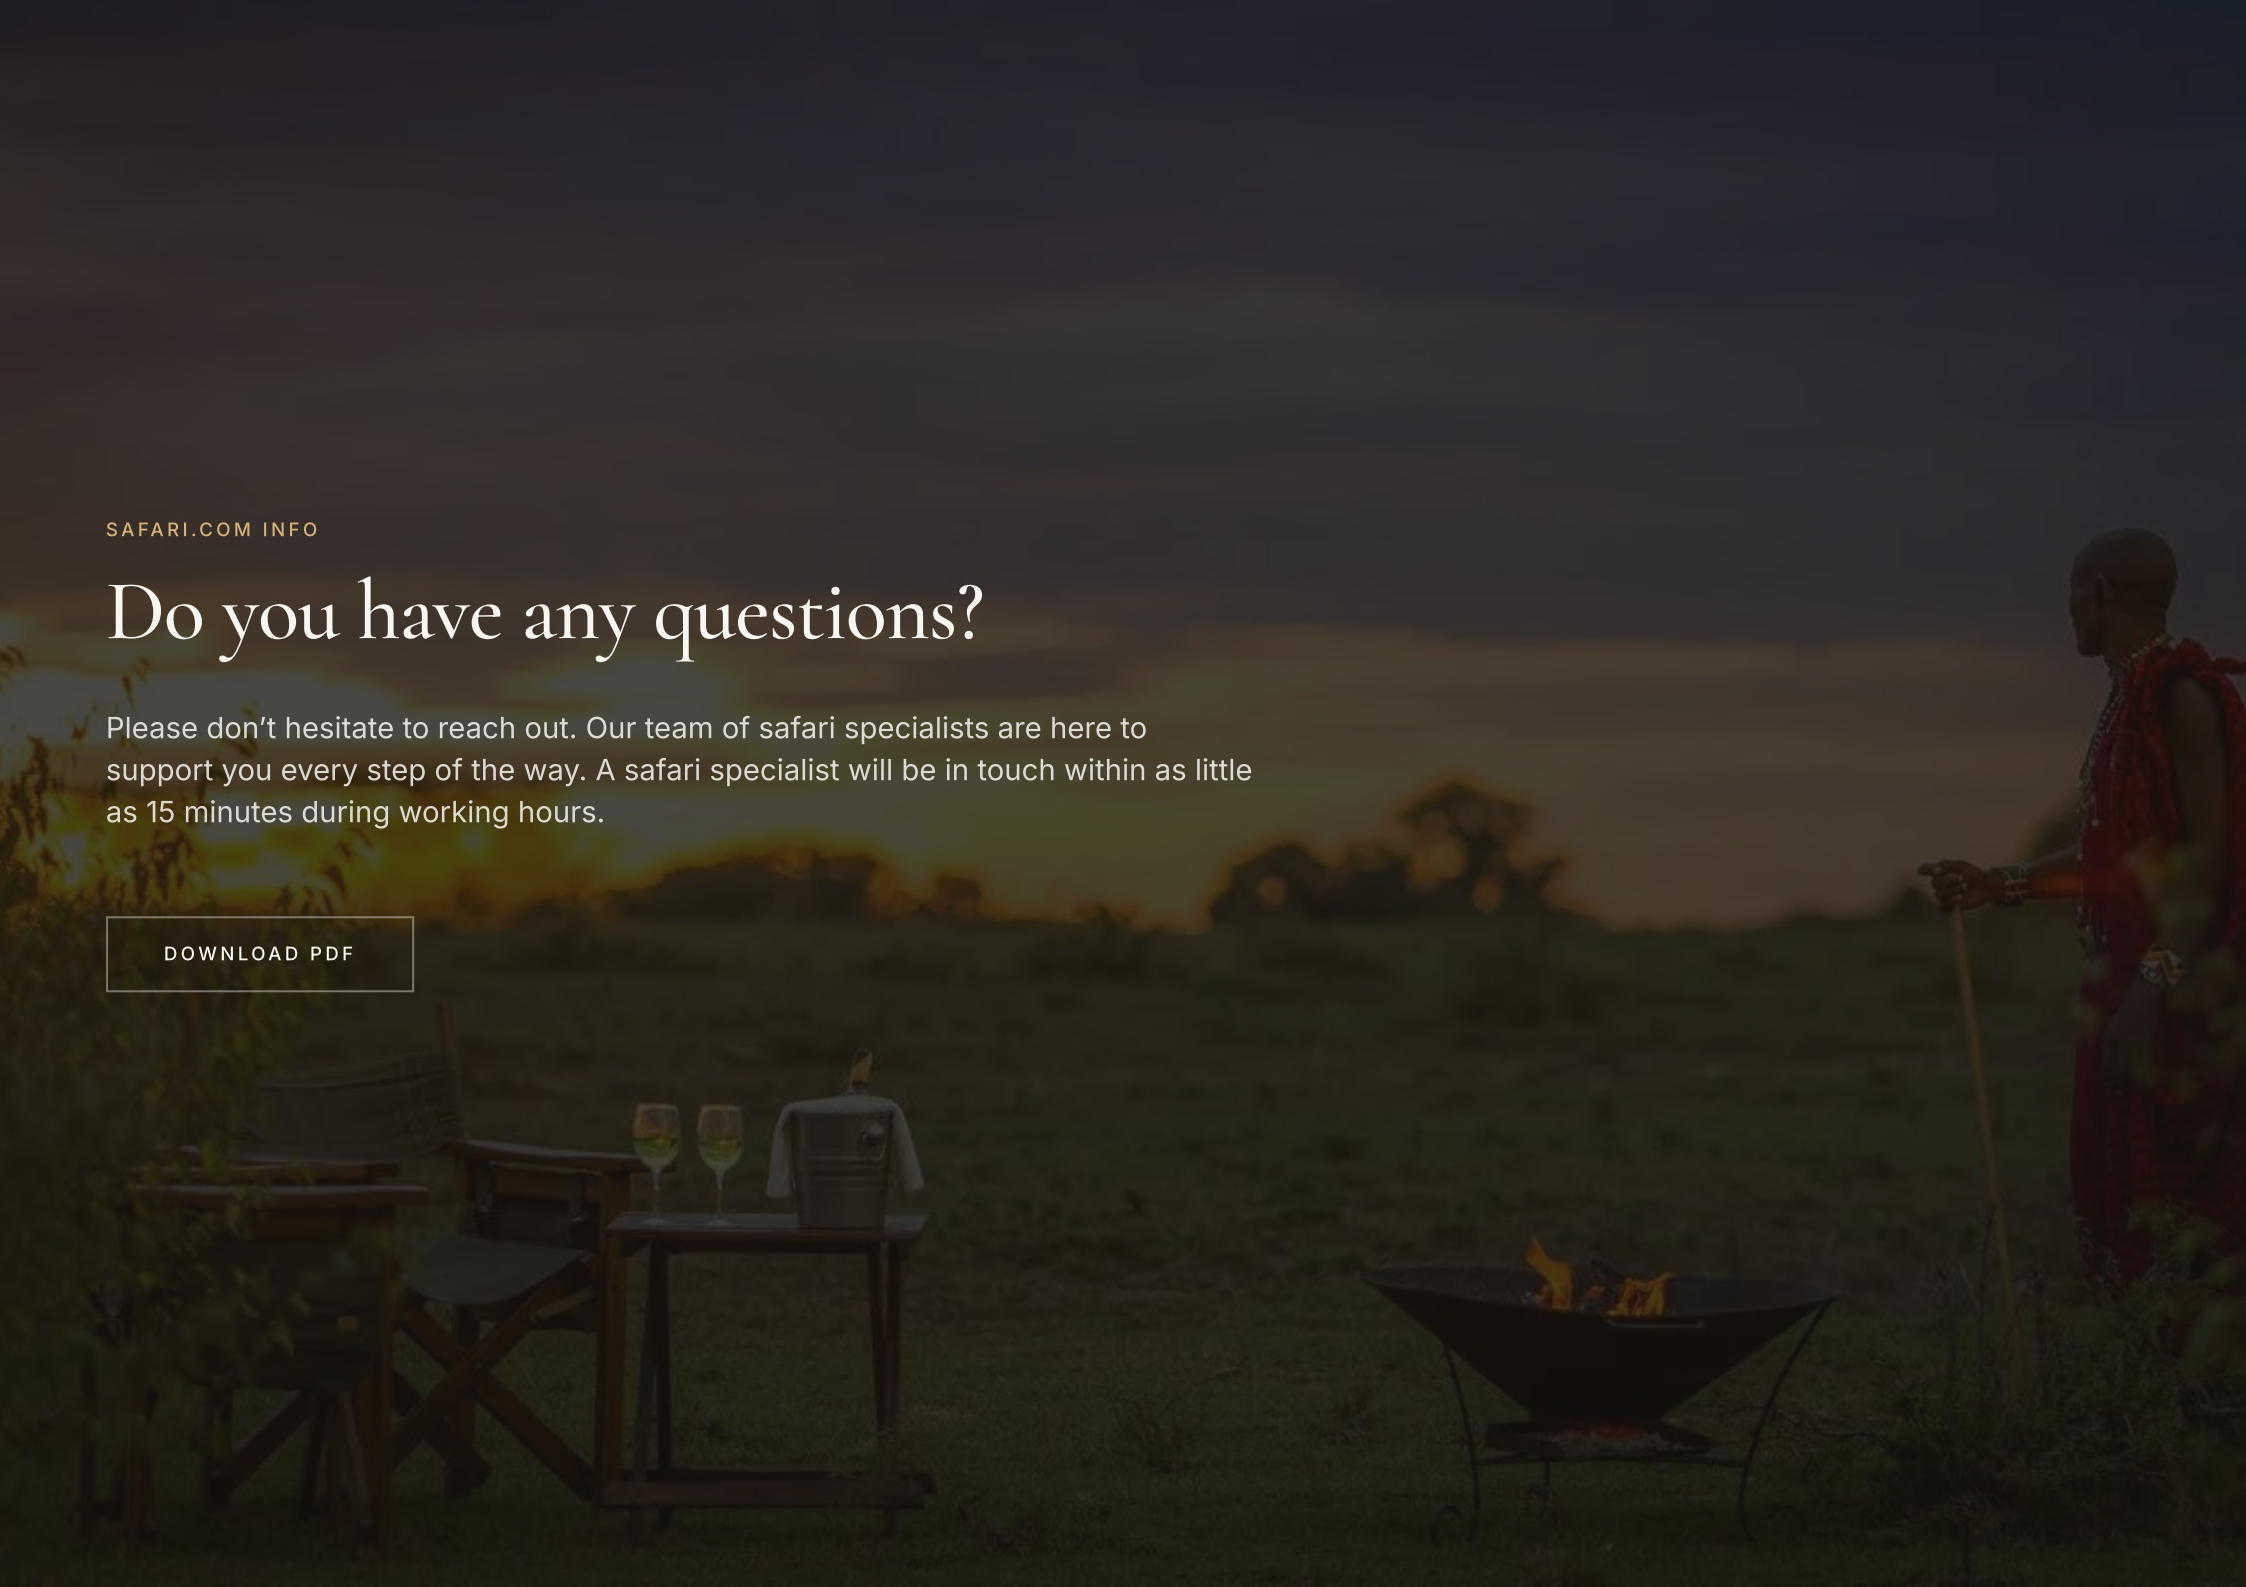 SAFARI.COM INFO
Do you have any questions?
Please don’t hesitate to reach out. Our team of safari specialists are here to
support you every step of the way. A safari specialist will be in touch within as little
as 15 minutes during working hours.
DOWNLOAD PDF